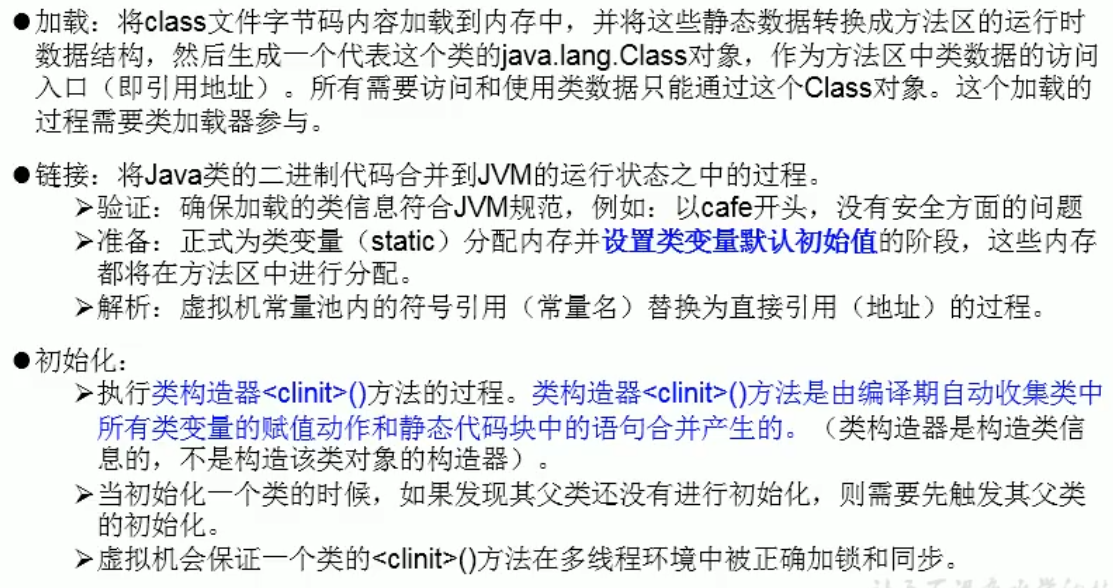 ●加载：将class文件字节码内容加载到内存中，并将这些静态数据转换成方法区的运行时
数据结构，然后生成一个代表这个类的java.lang.Class对象，作为方法区中类数据的访问
入口（即引用地址）。所有需要访问和使用类数据只能通过这个Class对象。这个加载的
过程需要类加载器参与。
●链接：将Java类的二进制代码合并到JVM的运行状态之中的过程。
➢验证：确保加载的类信息符合JVM规范，例如：以cafe开头，没有安全方面的问题
➢准备：正式为类变量（static）分配内存并设置类变量默认初始值的阶段，这些内存
都将在方法区中进行分配。
➢解析：虚拟机常量池内的符号引用（常量名）替换为直接引用（地址）的过程。
●初始化：
➢执行类构造器<clinit>()方法的过程。类构造器<clinit>()方法是由编译期自动收集类中
所有类变量的赋值动作和静态代码块中的语句合并产生的。（类构造器是构造类信
息的，不是构造该类对象的构造器）。
➢当初始化一个类的时候，如果发现其父类还没有进行初始化，则需要先触发其父类
的初始化。
➢虚拟机会保证一个类的<clinit>()方法在多线程环境中被正确加锁和同步。